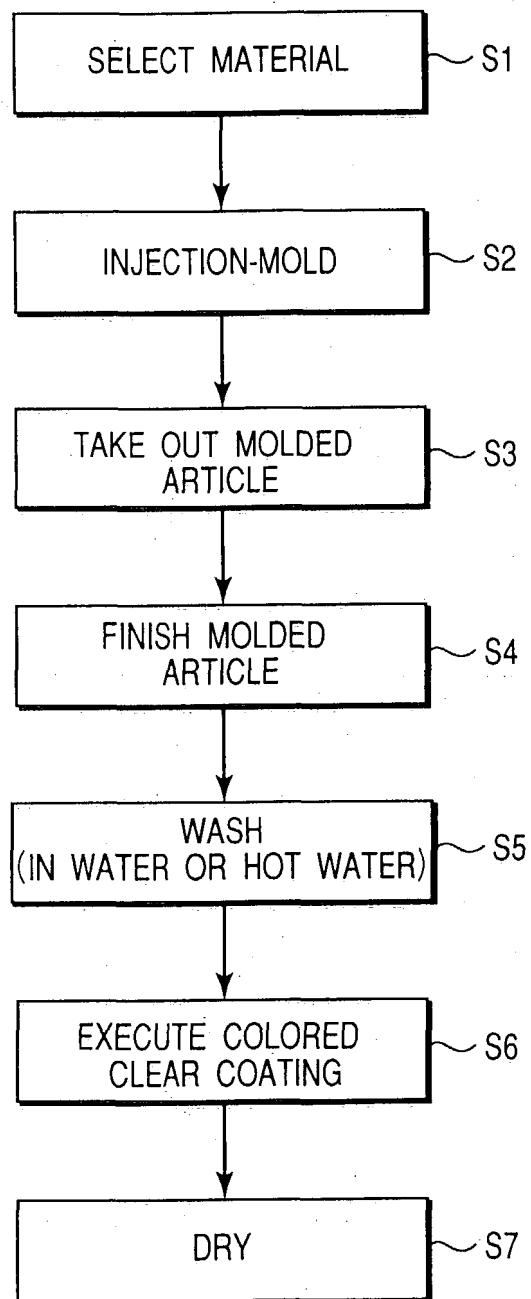 SELECT MATERIAL
S1
INJECTION-MOLD
S2
TAKE OUT MOLDED
ARTICLE
S3
FINISH MOLDED
ARTICLE
S4
WASH
(IN WATER OR HOT WATER)
S5
EXECUTE COLORED
CLEAR COATING
S6
DRY
S7